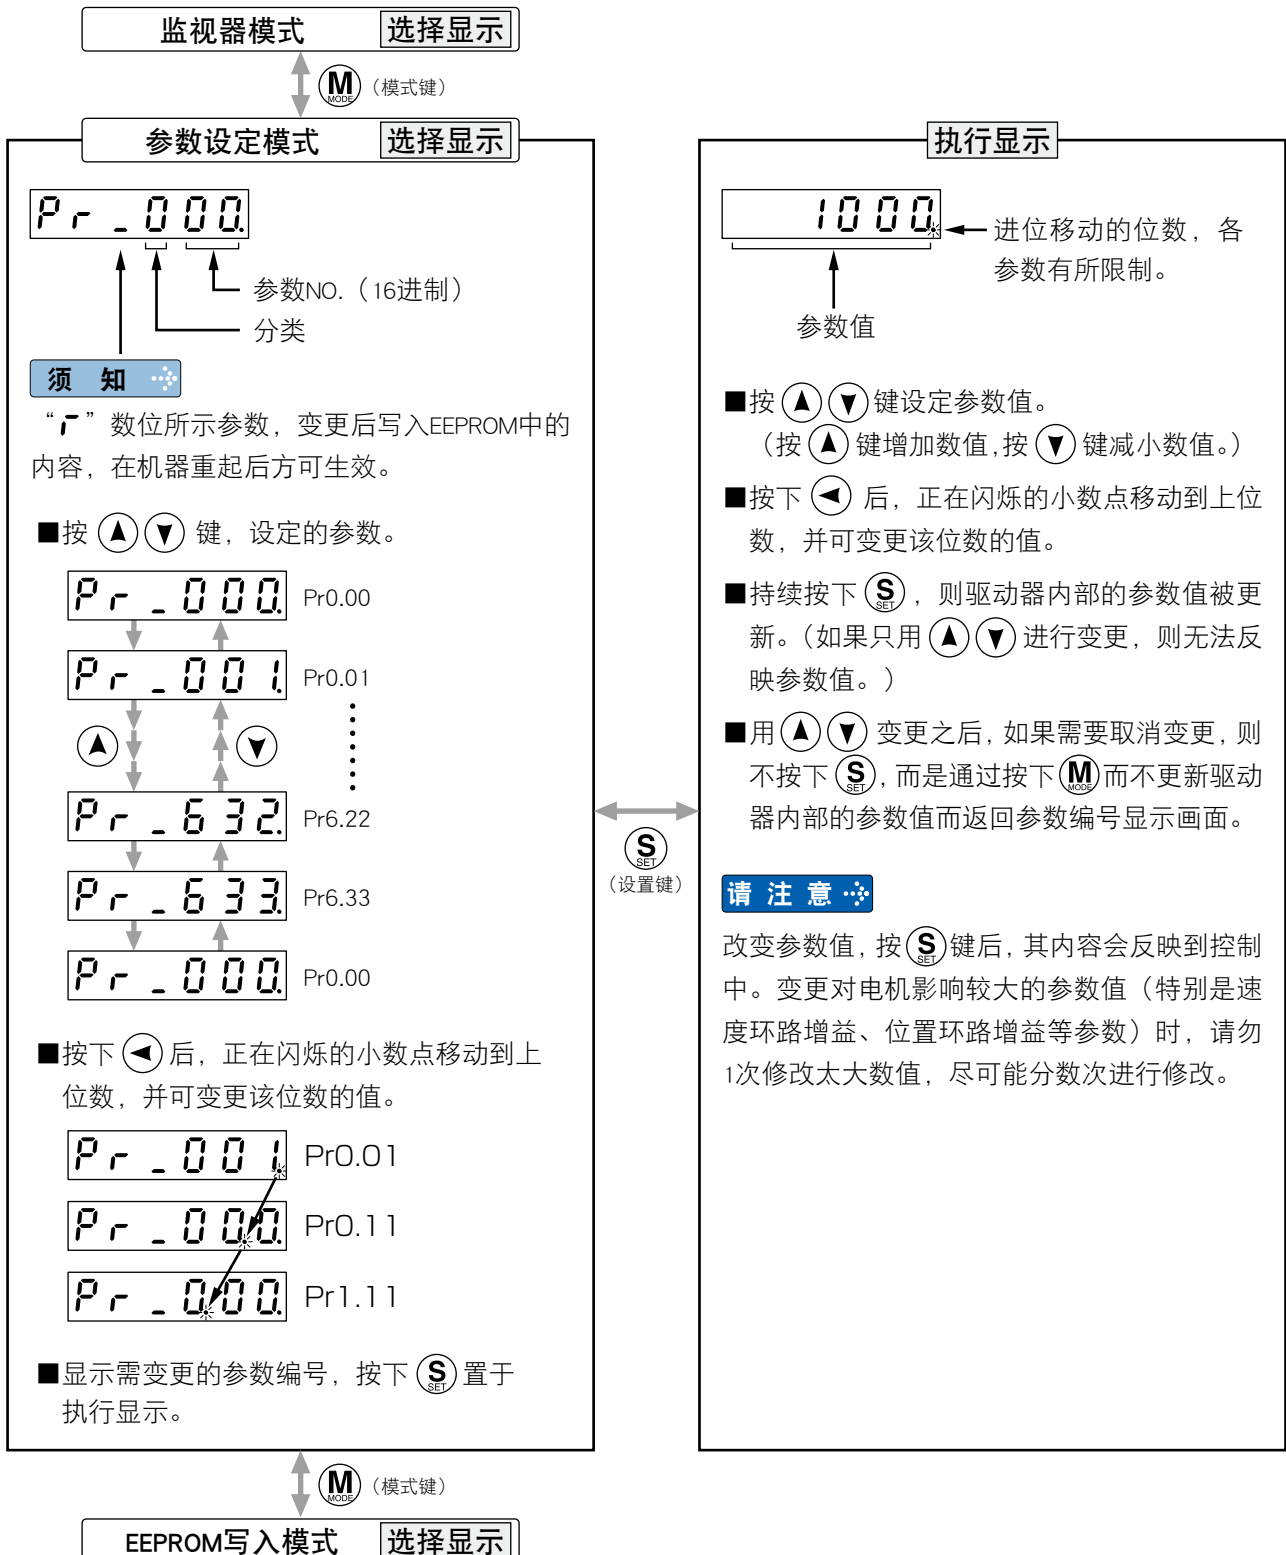 监视器模式 选择显示
M MODE （模式键）
参数设定模式 选择显示
Pr_000.
参数NO.（16进制）
分类
须 知
“r”数位所示参数，变更后写入EEPROM中的
内容，在机器重起后方可生效。
■按 ▲ ▼ 键，设定的参数。
Pr_000. Pr0.00
Pr_001. Pr0.01
▲ ▼
Pr_632. Pr6.22
Pr_633. Pr6.33
Pr_000. Pr0.00
■按下 ◄ 后，正在闪烁的小数点移动到上
位数，并可变更该位数的值。
Pr_001. Pr0.01
Pr_00.0. Pr0.11
Pr_0.00. Pr1.11
■显示需变更的参数编号，按下 S SET 置于
执行显示。
M MODE （模式键）
EEPROM写入模式 选择显示
S SET
（设置键）
执行显示
1000.
进位移动的位数，各
参数有所限制。
参数值
■按 ▲ ▼ 键设定参数值。
（按 ▲ 键增加数值，按 ▼ 键减小数值。）
■按下 ◄ 后，正在闪烁的小数点移动到上位
数，并可变更该位数的值。
■持续按下 S SET ，则驱动器内部的参数值被更
新。（如果只用 ▲ ▼ 进行变更，则无法反
映参数值。）
■用 ▲ ▼ 变更之后，如果需要取消变更，则
不按下 S SET ，而是通过按下 M MODE 而不更新驱动
器内部的参数值而返回参数编号显示画面。
请 注 意
改变参数值，按 S SET 键后，其内容会反映到控制
中。变更对电机影响较大的参数值（特别是速
度环路增益、位置环路增益等参数）时，请勿
1次修改太大数值，尽可能分数次进行修改。